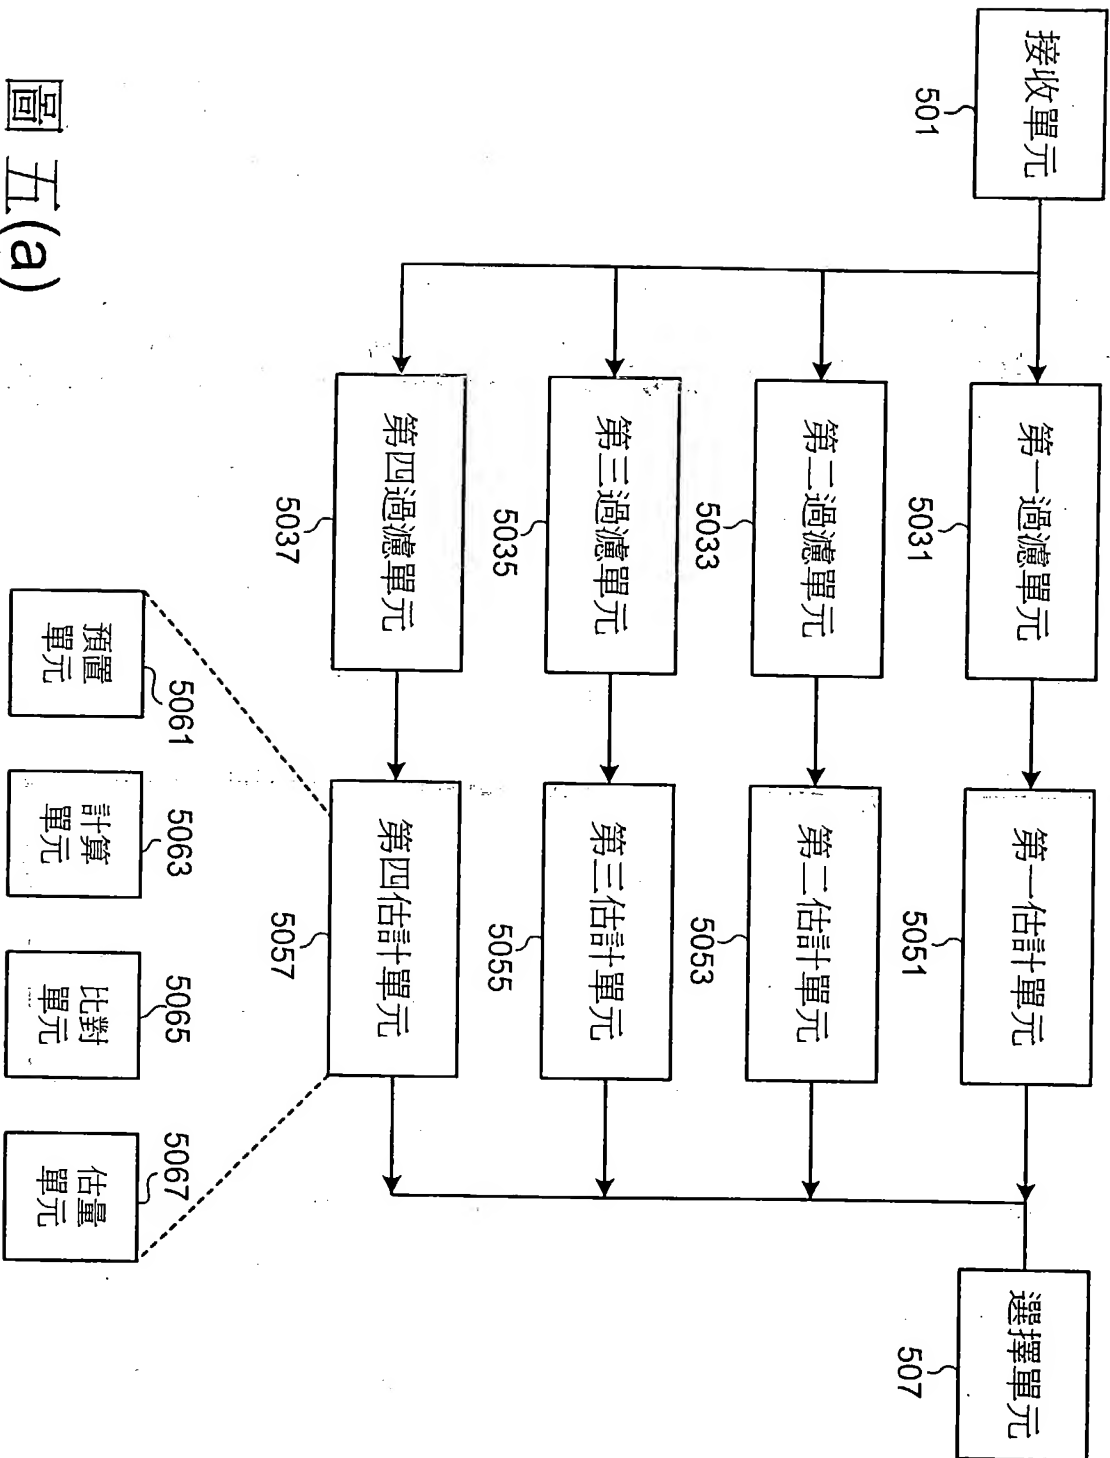 接收單元
501
第一過濾單元
5031
第一估計單元
5051
選擇單元
507
第二過濾單元
5033
第二估計單元
5053
第三過濾單元
5035
第三估計單元
5055
第四過濾單元
5037
第四估計單元
5057
預置
單元
5061
計算
單元
5063
比對
單元
5065
估量
單元
5067
圖 五(a)